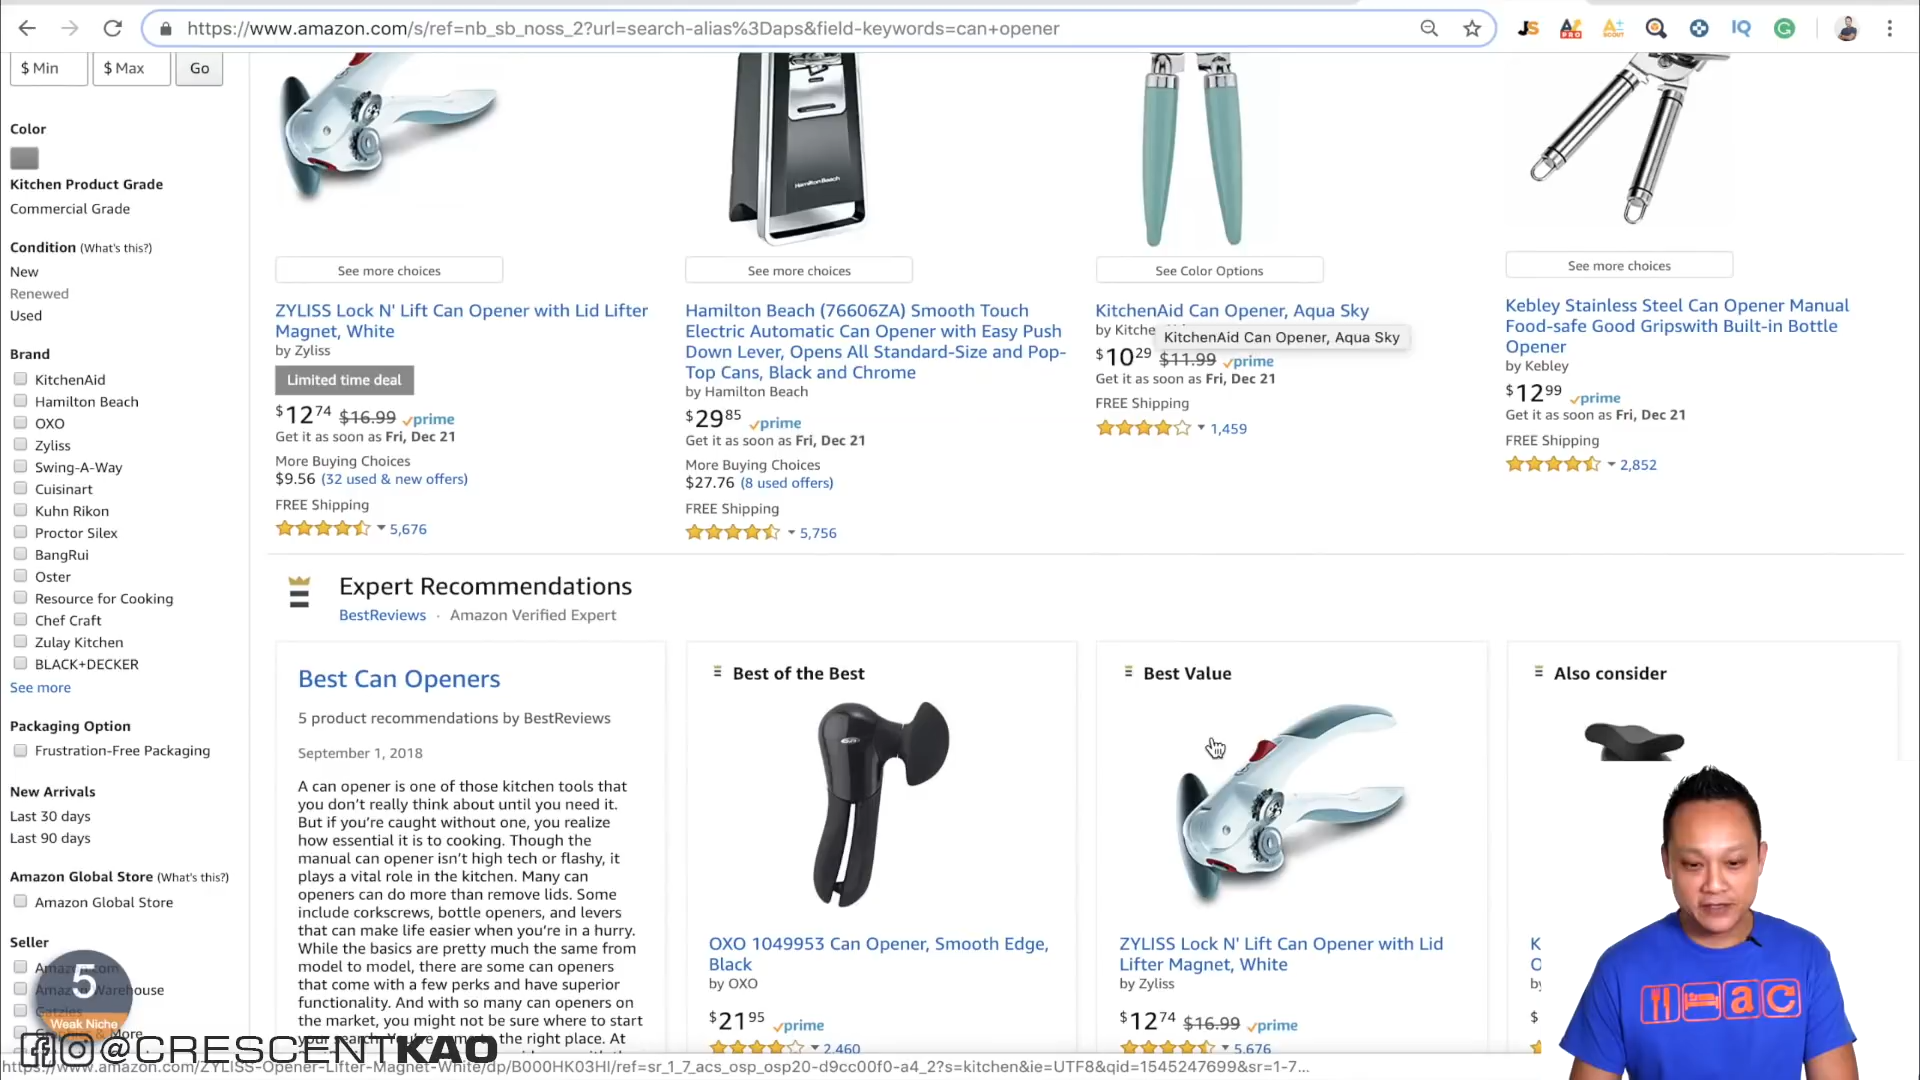 https://www.amazon.com/s/ref=nb_sb_noss_2?url=search-alias%3Daps&field-keywords=can+opener
JS
PRO
SCOUT
IQ
$ Min
$ Max
Go
Color
Kitchen Product Grade
Commercial Grade
Condition (What's this?)
New
Renewed
Used
Brand
KitchenAid
Hamilton Beach
OXO
Zyliss
Swing-A-Way
Cuisinart
Kuhn Rikon
Proctor Silex
BangRui
Oster
Resource for Cooking
Chef Craft
Zulay Kitchen
BLACK+DECKER
See more
Packaging Option
Frustration-Free Packaging
New Arrivals
Last 30 days
Last 90 days
Amazon Global Store (What's this?)
Amazon Global Store
Seller
5
Weak Niche
@CRESCENTKAO
HamiltonBeach
See more choices
ZYLISS Lock N' Lift Can Opener with Lid Lifter
Magnet, White
by Zyliss
Limited time deal
$12 74 $16.99 prime
Get it as soon as Fri, Dec 21
More Buying Choices
$9.56 (32 used & new offers)
FREE Shipping
5,676
See more choices
Hamilton Beach (76606ZA) Smooth Touch
Electric Automatic Can Opener with Easy Push
Down Lever, Opens All Standard-Size and Pop-
Top Cans, Black and Chrome
by Hamilton Beach
$29 85 prime
Get it as soon as Fri, Dec 21
More Buying Choices
$27.76 (8 used offers)
FREE Shipping
5,756
See Color Options
KitchenAid Can Opener, Aqua Sky
by Kitche
KitchenAid Can Opener, Aqua Sky
$10 29 $11.99 prime
Get it as soon as Fri, Dec 21
FREE Shipping
1,459
See more choices
Kebley Stainless Steel Can Opener Manual
Food-safe Good Gripswith Built-in Bottle
Opener
by Kebley
$12 99 prime
Get it as soon as Fri, Dec 21
FREE Shipping
2,852
Expert Recommendations
BestReviews · Amazon Verified Expert
Best Can Openers
5 product recommendations by BestReviews
September 1, 2018
A can opener is one of those kitchen tools that
you don't really think about until you need it.
But if you're caught without one, you realize
how essential it is to cooking. Though the
manual can opener isn't high tech or flashy, it
plays a vital role in the kitchen. Many can
openers can do more than remove lids. Some
include corkscrews, bottle openers, and levers
that can make life easier when you're in a hurry.
While the basics are pretty much the same from
model to model, there are some can openers
that come with a few perks and have superior
functionality. And with so many can openers on
the market, you might not be sure where to start
the right place. At
Best of the Best
OXO 1049953 Can Opener, Smooth Edge,
Black
by OXO
$21 95 prime
2,460
Best Value
ZYLISS Lock N' Lift Can Opener with Lid
Lifter Magnet, White
by Zyliss
$12 74 $16.99 prime
5,676
Also consider
K
O
by
$
ac
https://www.amazon.com/ZYLISS-Opener-Lifter-Magnet-White/dp/B000HK03HI/ref=sr_1_7_acs_osp_osp20-d9cc00f0-a4_2?s=kitchen&ie=UTF8&qid=1545247699&sr=1-7...